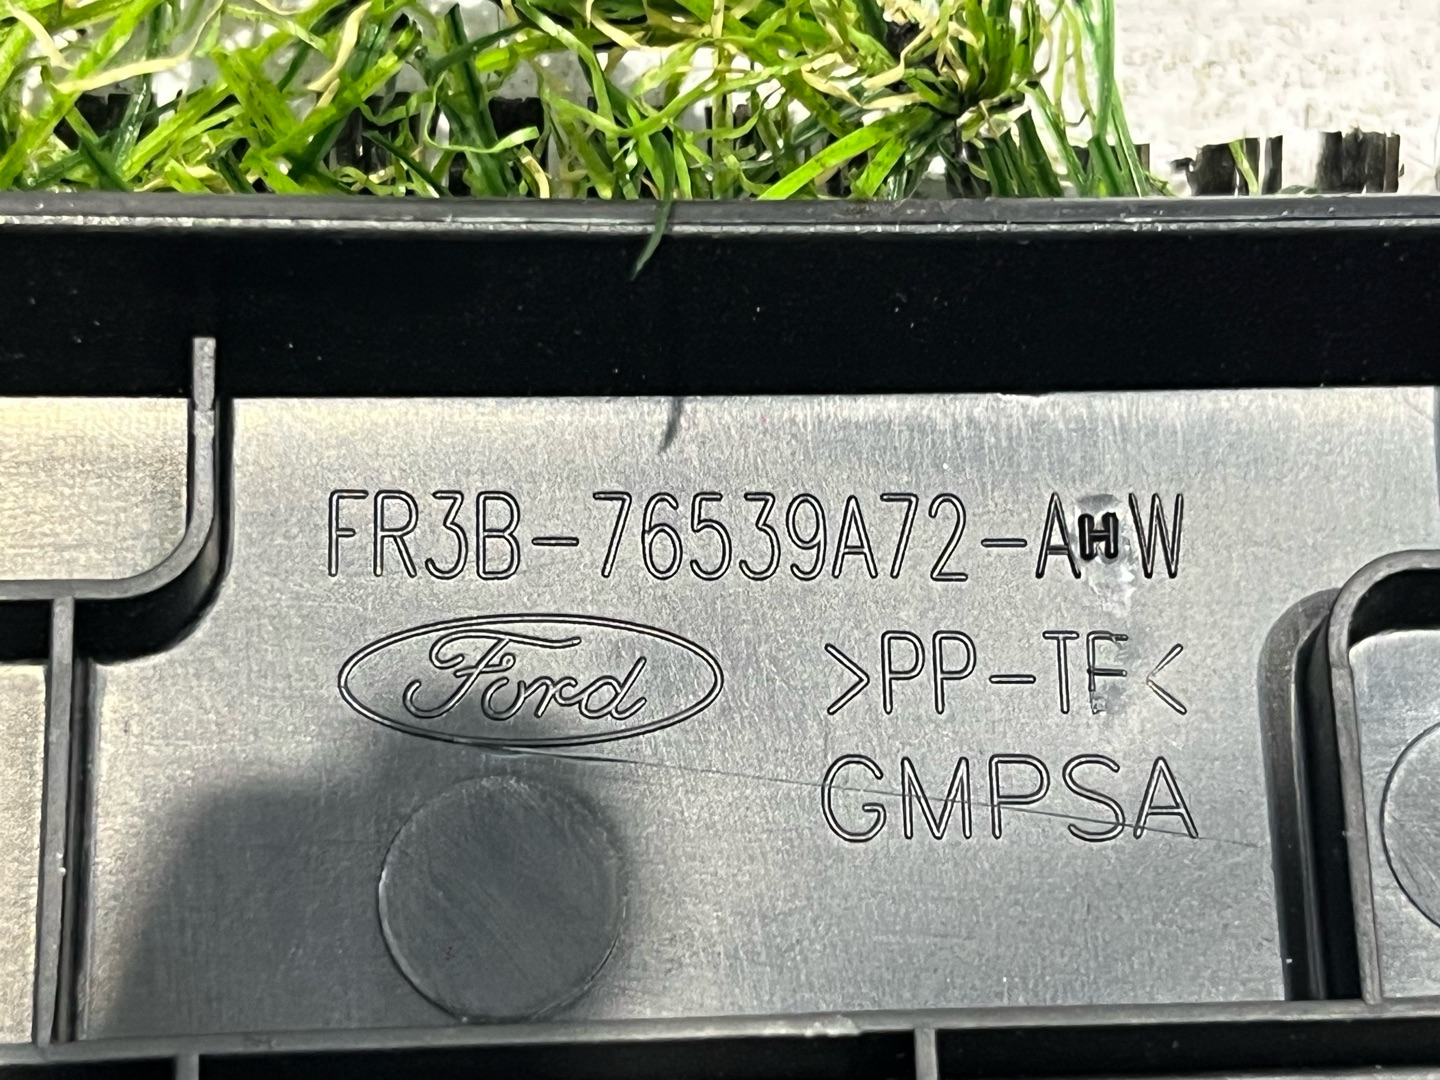 FR3B-76539A72-AHW
Ford
>PP-TF<
GMPSA